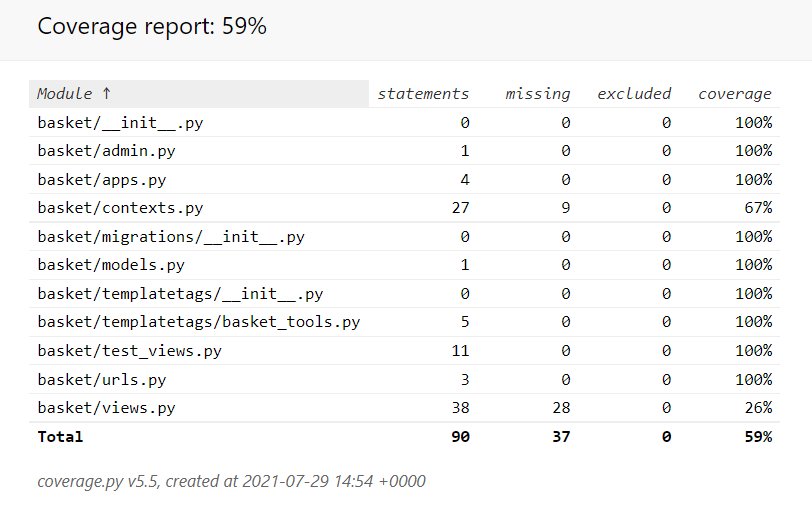 Coverage report: 59%
Module ↑ statements missing excluded coverage
basket/__init__.py 0 0 0 100%
basket/admin.py 1 0 0 100%
basket/apps.py 4 0 0 100%
basket/contexts.py 27 9 0 67%
basket/migrations/__init__.py 0 0 0 100%
basket/models.py 1 0 0 100%
basket/templatetags/__init__.py 0 0 0 100%
basket/templatetags/basket_tools.py 5 0 0 100%
basket/test_views.py 11 0 0 100%
basket/urls.py 3 0 0 100%
basket/views.py 38 28 0 26%
Total 90 37 0 59%
coverage.py v5.5, created at 2021-07-29 14:54 +0000